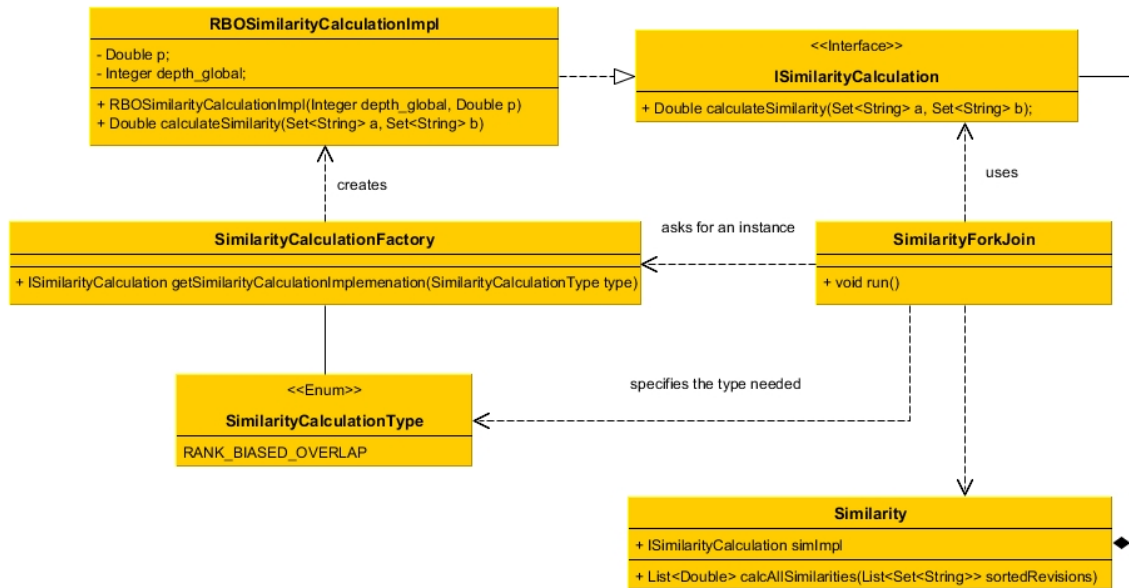 RBOSimilarityCalculationImpl
- Double p;
- Integer depth_global;
+ RBOSimilarityCalculationImpl(Integer depth_global, Double p)
+ Double calculateSimilarity(Set<String> a, Set<String> b)
<<Interface>>
ISimilarityCalculation
+ Double calculateSimilarity(Set<String> a, Set<String> b);
creates
uses
SimilarityCalculationFactory
+ ISimilarityCalculation getSimilarityCalculationImplemenation(SimilarityCalculationType type)
asks for an instance
SimilarityForkJoin
+ void run()
<<Enum>>
SimilarityCalculationType
RANK_BIASED_OVERLAP
specifies the type needed
Similarity
+ ISimilarityCalculation simImpl
+ List<Double> calcAllSimilarities(List<Set<String>> sortedRevisions)